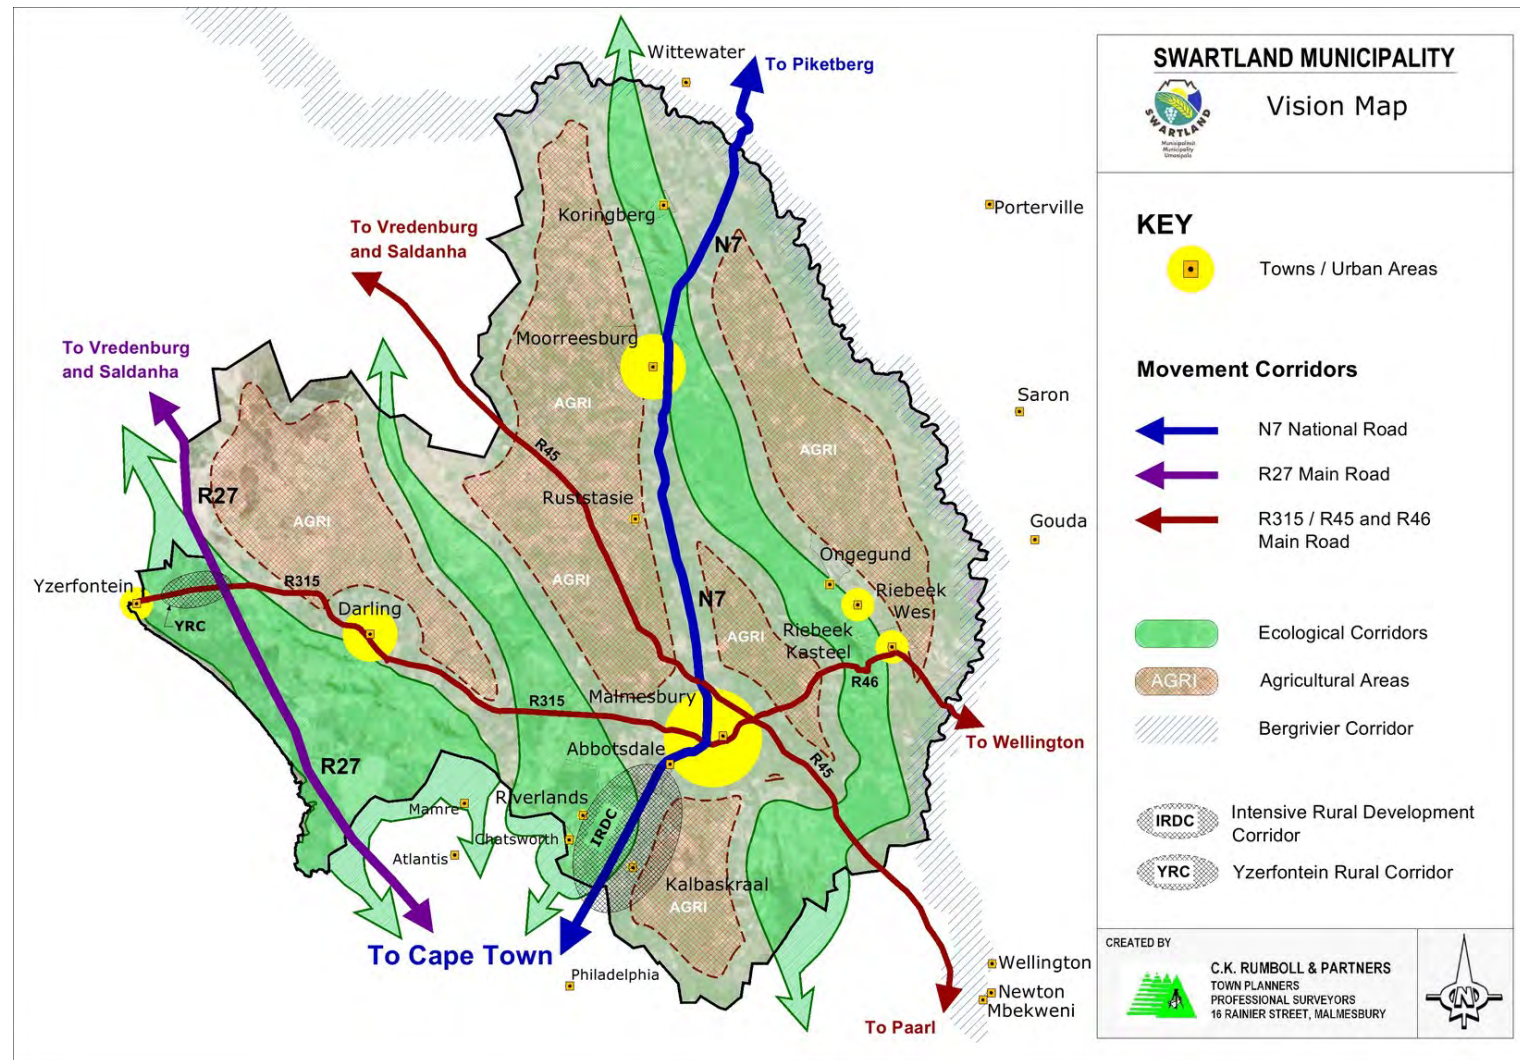 SWARTLAND MUNICIPALITY
Vision Map
SWARTLAND
Munisipaliteit
Municipality
Umasipala
KEY
Towns / Urban Areas
Movement Corridors
N7 National Road
R27 Main Road
R315 / R45 and R46
Main Road
Ecological Corridors
AGRI
Agricultural Areas
Bergrivier Corridor
IRDC
Intensive Rural Development
Corridor
YRC
Yzerfontein Rural Corridor
CREATED BY
C.K. RUMBOLL & PARTNERS
TOWN PLANNERS
PROFESSIONAL SURVEYORS
16 RAINIER STREET, MALMESBURY
N
Wittewater
To Piketberg
Koringberg
Porterville
To Vredenburg
and Saldanha
N7
Moorreesburg
To Vredenburg
and Saldanha
Saron
AGRI
R45
AGRI
R27
Ruststasie
AGRI
Gouda
Ongegund
Yzerfontein
R315
AGRI
Riebeek
Wes
N7
Darling
YRC
Riebeek
Kasteel
AGRI
R46
Malmesbury
R315
To Wellington
Abbotsdale
R27
R45
Riverlands
Mamre
IRDC
Chatsworth
Atlantis
Kalbaskraal
AGRI
To Cape Town
Philadelphia
Wellington
Newton
Mbekweni
To Paarl